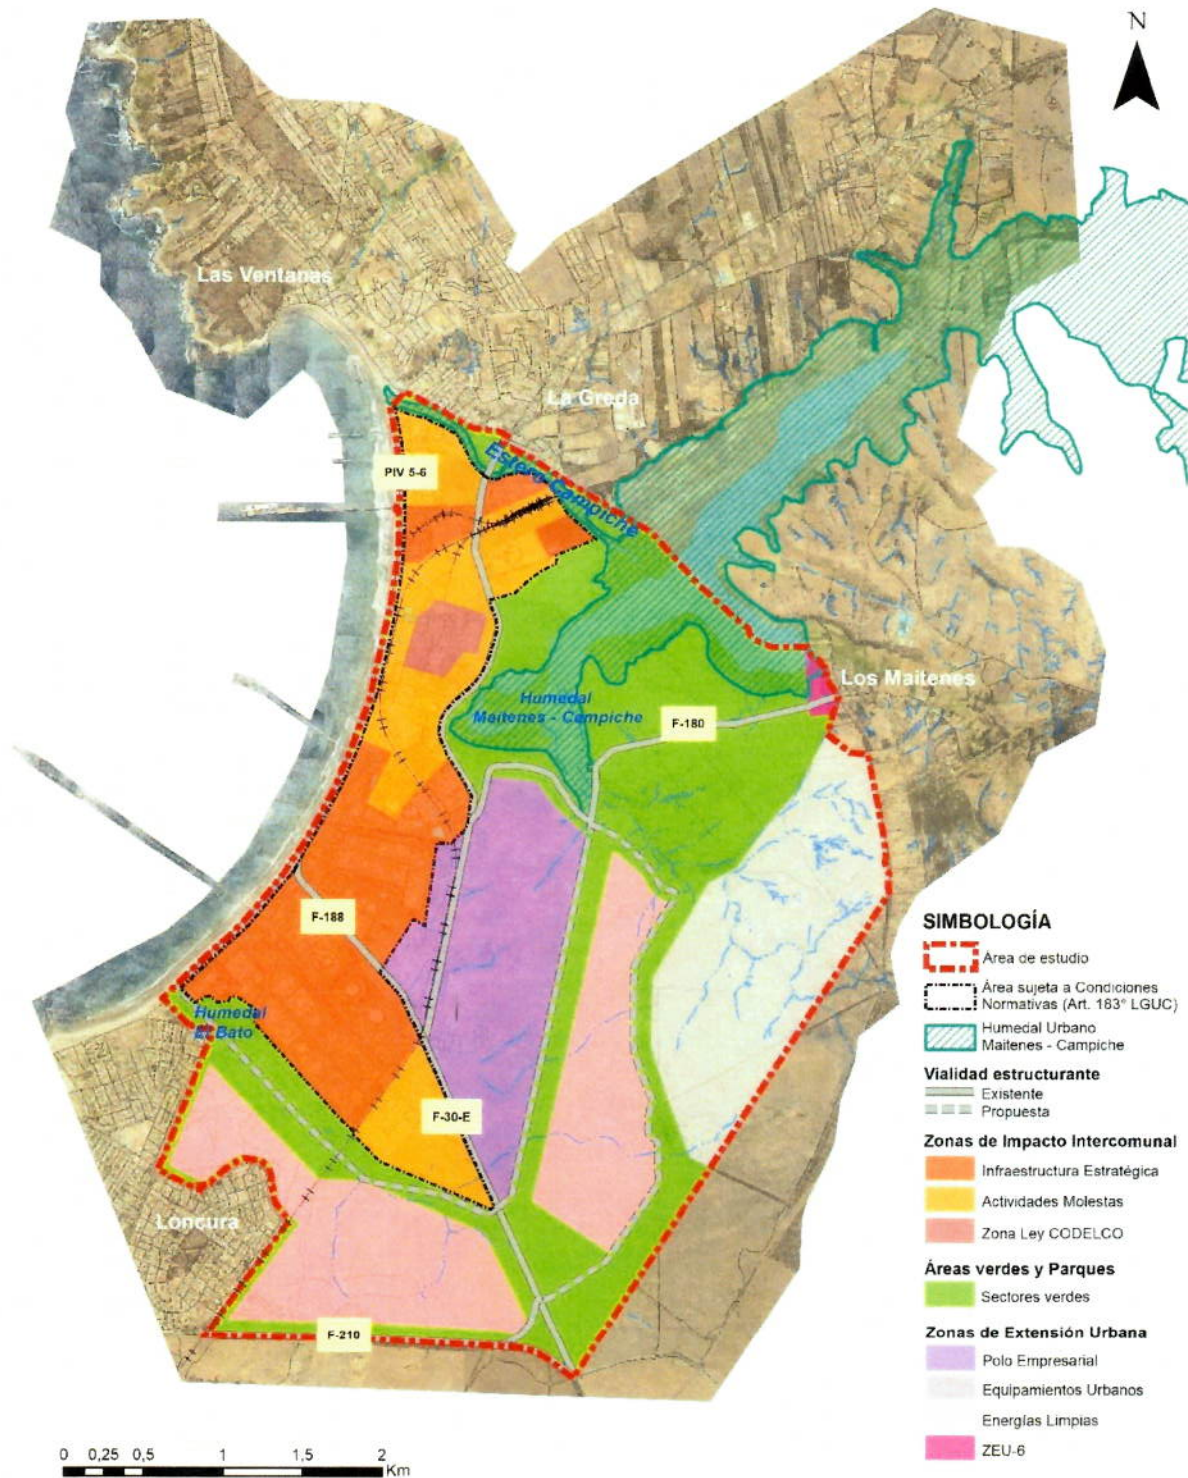 N
Las Ventanas
La Greda
PIV 5-6
Estero Campiche
Los Maitenes
Humedal
Maitenes - Campiche
F-180
F-188
SIMBOLOGÍA
Área de estudio
Área sujeta a Condiciones
Normativas (Art. 183° LGUC)
Humedal
El Bato
Humedal Urbano
Maitenes - Campiche
Vialidad estructurante
Existente
Propuesta
F-30-E
Zonas de Impacto Intercomunal
Infraestructura Estratégica
Actividades Molestas
Loncura
Zona Ley CODELCO
Áreas verdes y Parques
Sectores verdes
F-210
Zonas de Extensión Urbana
Polo Empresarial
Equipamientos Urbanos
Energías Limpias
ZEU-6
0 0,25 0,5 1 1,5 2
Km